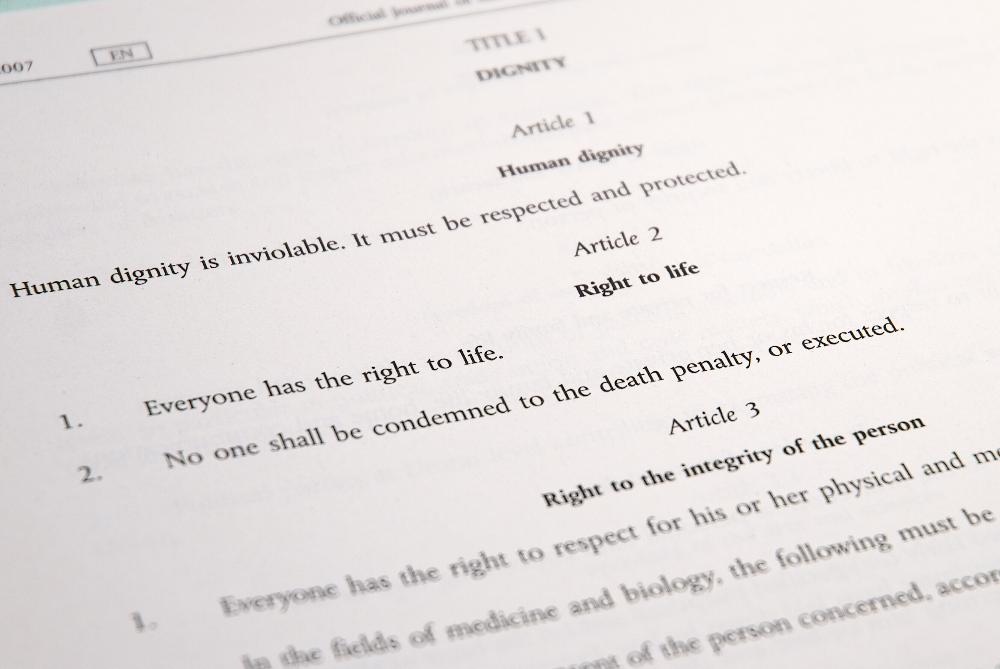 Official Journal of
007 EN
TITLE I
DIGNITY
Article 1
Human dignity
Human dignity is inviolable. It must be respected and protected.
Article 2
Right to life
1. Everyone has the right to life.
2. No one shall be condemned to the death penalty, or executed.
Article 3
Right to the integrity of the person
1. Everyone has the right to respect for his or her physical and me
In the fields of medicine and biology, the following must be
of the person concerned, accor